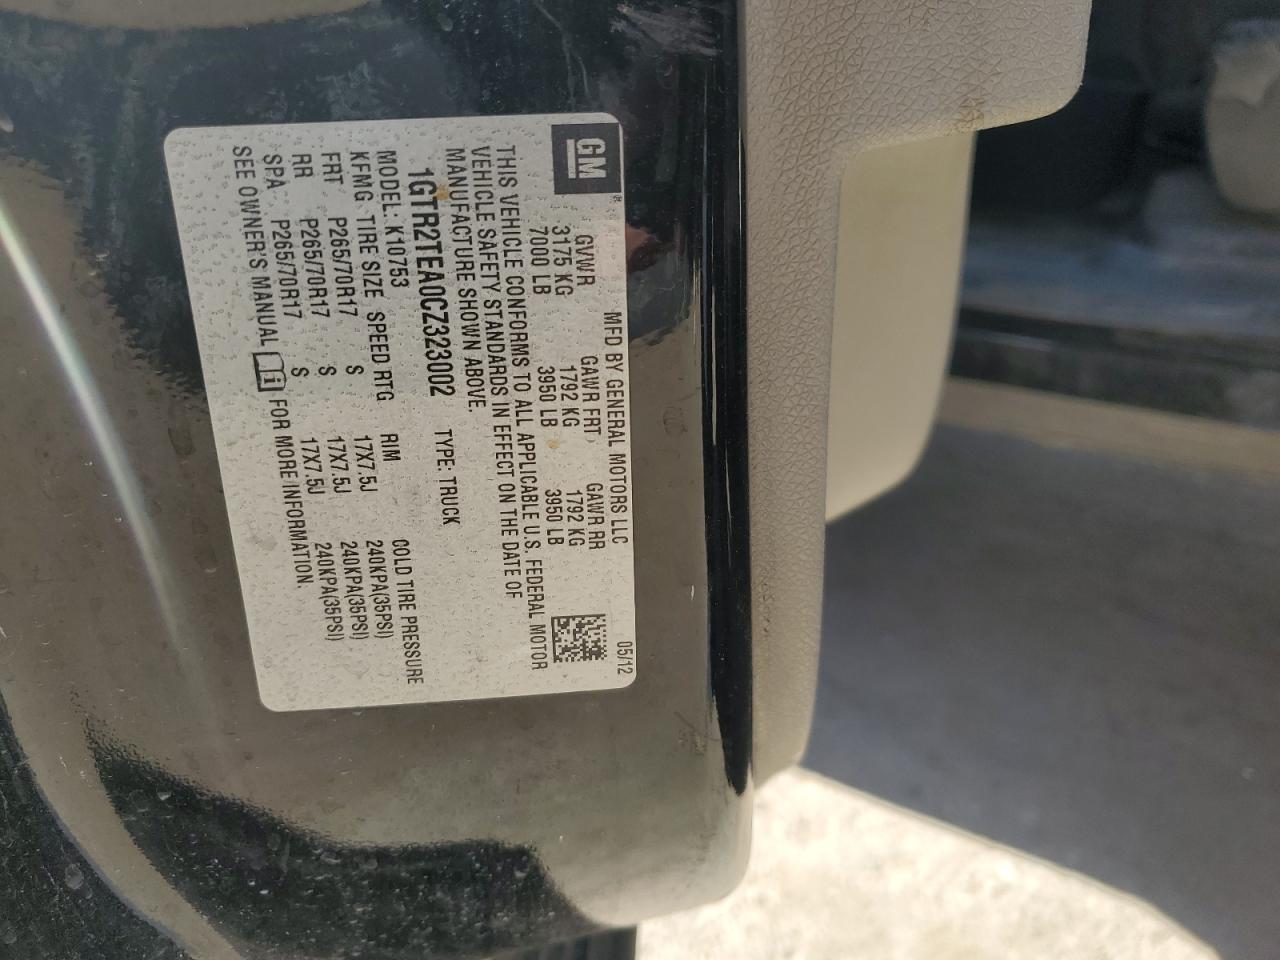 GM
MFD BY GENERAL MOTORS LLC 05/12
GVWR GAWR FRT GAWR RR
3175 KG 1792 KG 1792 KG
7000 LB 3950 LB 3950 LB
THIS VEHICLE CONFORMS TO ALL APPLICABLE U.S. FEDERAL MOTOR
VEHICLE SAFETY STANDARDS IN EFFECT ON THE DATE OF
MANUFACTURE SHOWN ABOVE.
1GTR2TEA0CZ323002 TYPE: TRUCK
MODEL: K10753
KFMG TIRE SIZE SPEED RTG RIM COLD TIRE PRESSURE
FRT P265/70R17 S 17X7.5J 240KPA(35PSI)
RR P265/70R17 S 17X7.5J 240KPA(35PSI)
SPA P265/70R17 S 17X7.5J 240KPA(35PSI)
SEE OWNER'S MANUAL FOR MORE INFORMATION.